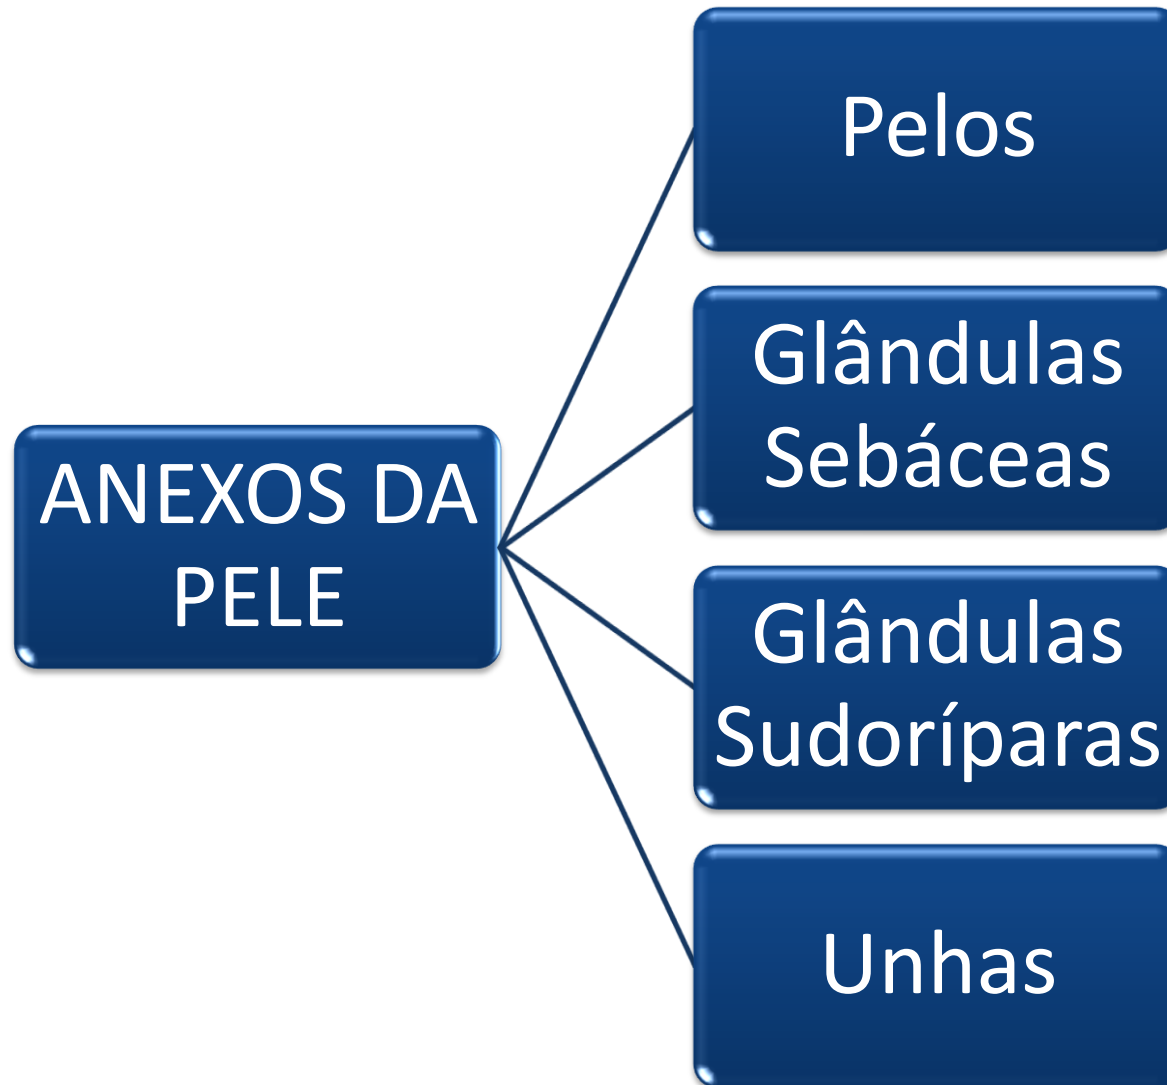 ANEXOS DA
PELE
Pelos
Glândulas
Sebáceas
Glândulas
Sudoríparas
Unhas